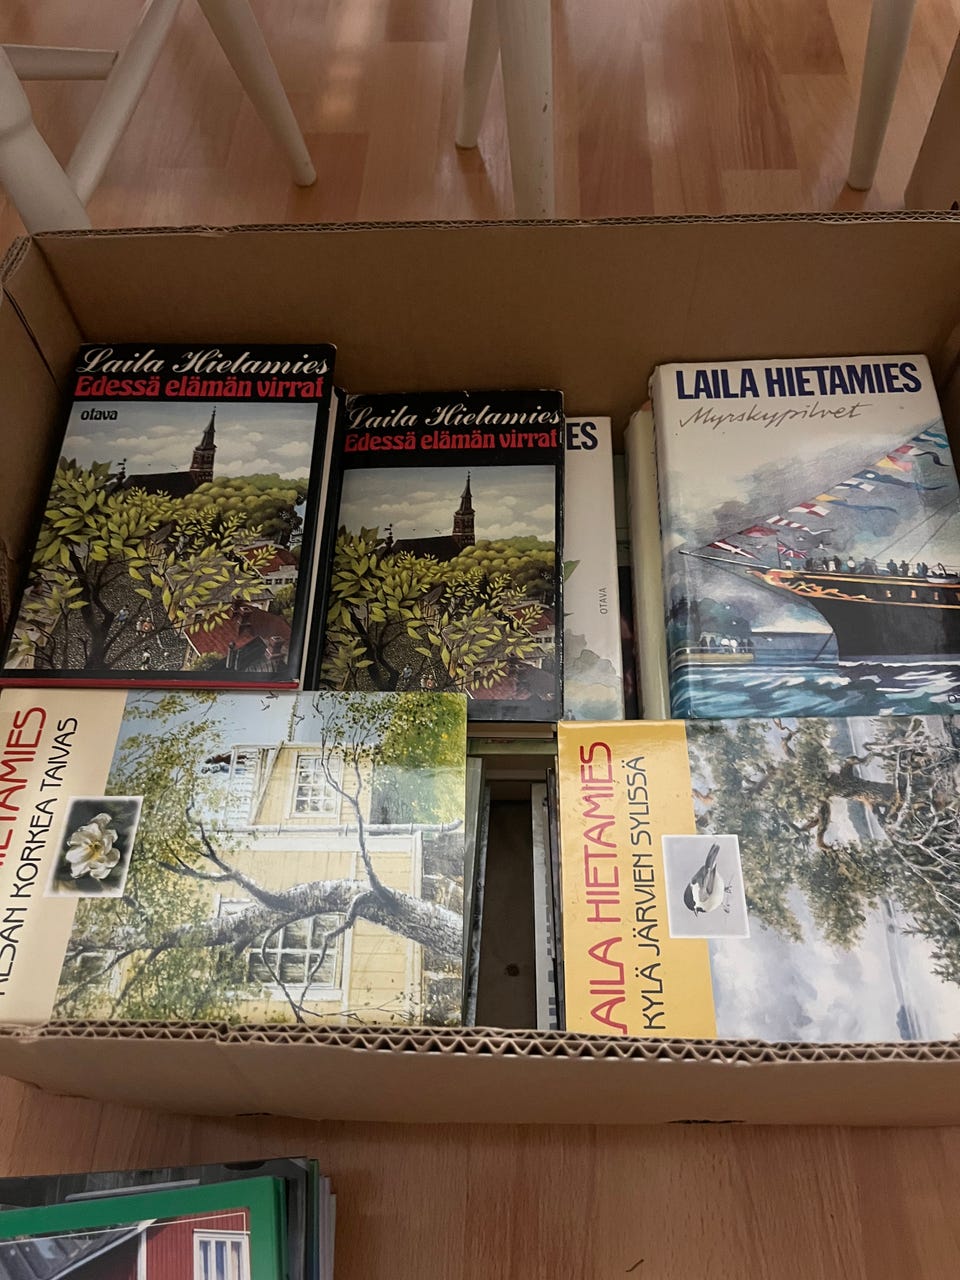 Laila Hietamies
Edessä elämän virrat
otava
Laila Hietamies
Edessä elämän virrat
ES
OTAVA
LAILA HIETAMIES
Myrskypilvet
HIETAMIES
KORKEA TAIVAS
LAILA HIETAMIES
KYLÄ JÄRVIEN SYLISSÄ